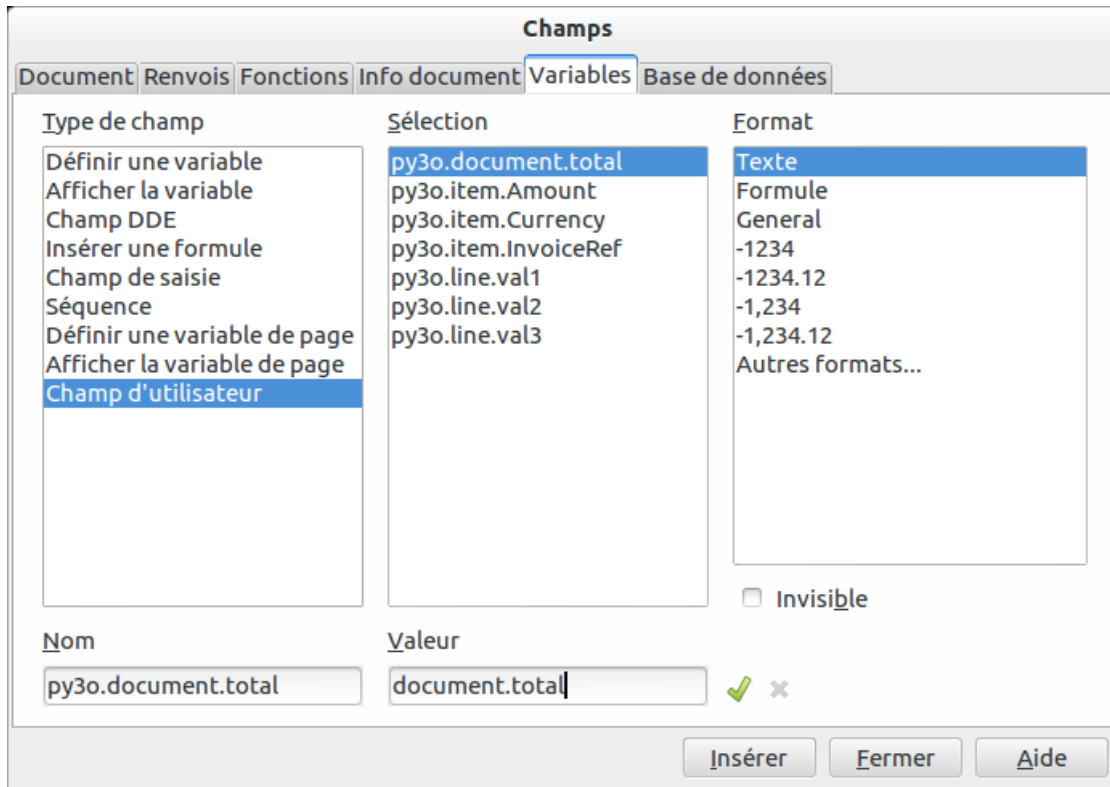 Champs
Document Renvois Fonctions Info document Variables Base de données
Type de champ
Définir une variable
Afficher la variable
Champ DDE
Insérer une formule
Champ de saisie
Séquence
Définir une variable de page
Afficher la variable de page
Champ d'utilisateur
Sélection
py3o.document.total
py3o.item.Amount
py3o.item.Currency
py3o.item.InvoiceRef
py3o.line.val1
py3o.line.val2
py3o.line.val3
Format
Texte
Formule
General
-1234
-1234.12
-1,234
-1,234.12
Autres formats...
Invisible
Nom
py3o.document.total
Valeur
document.total
Insérer Fermer Aide